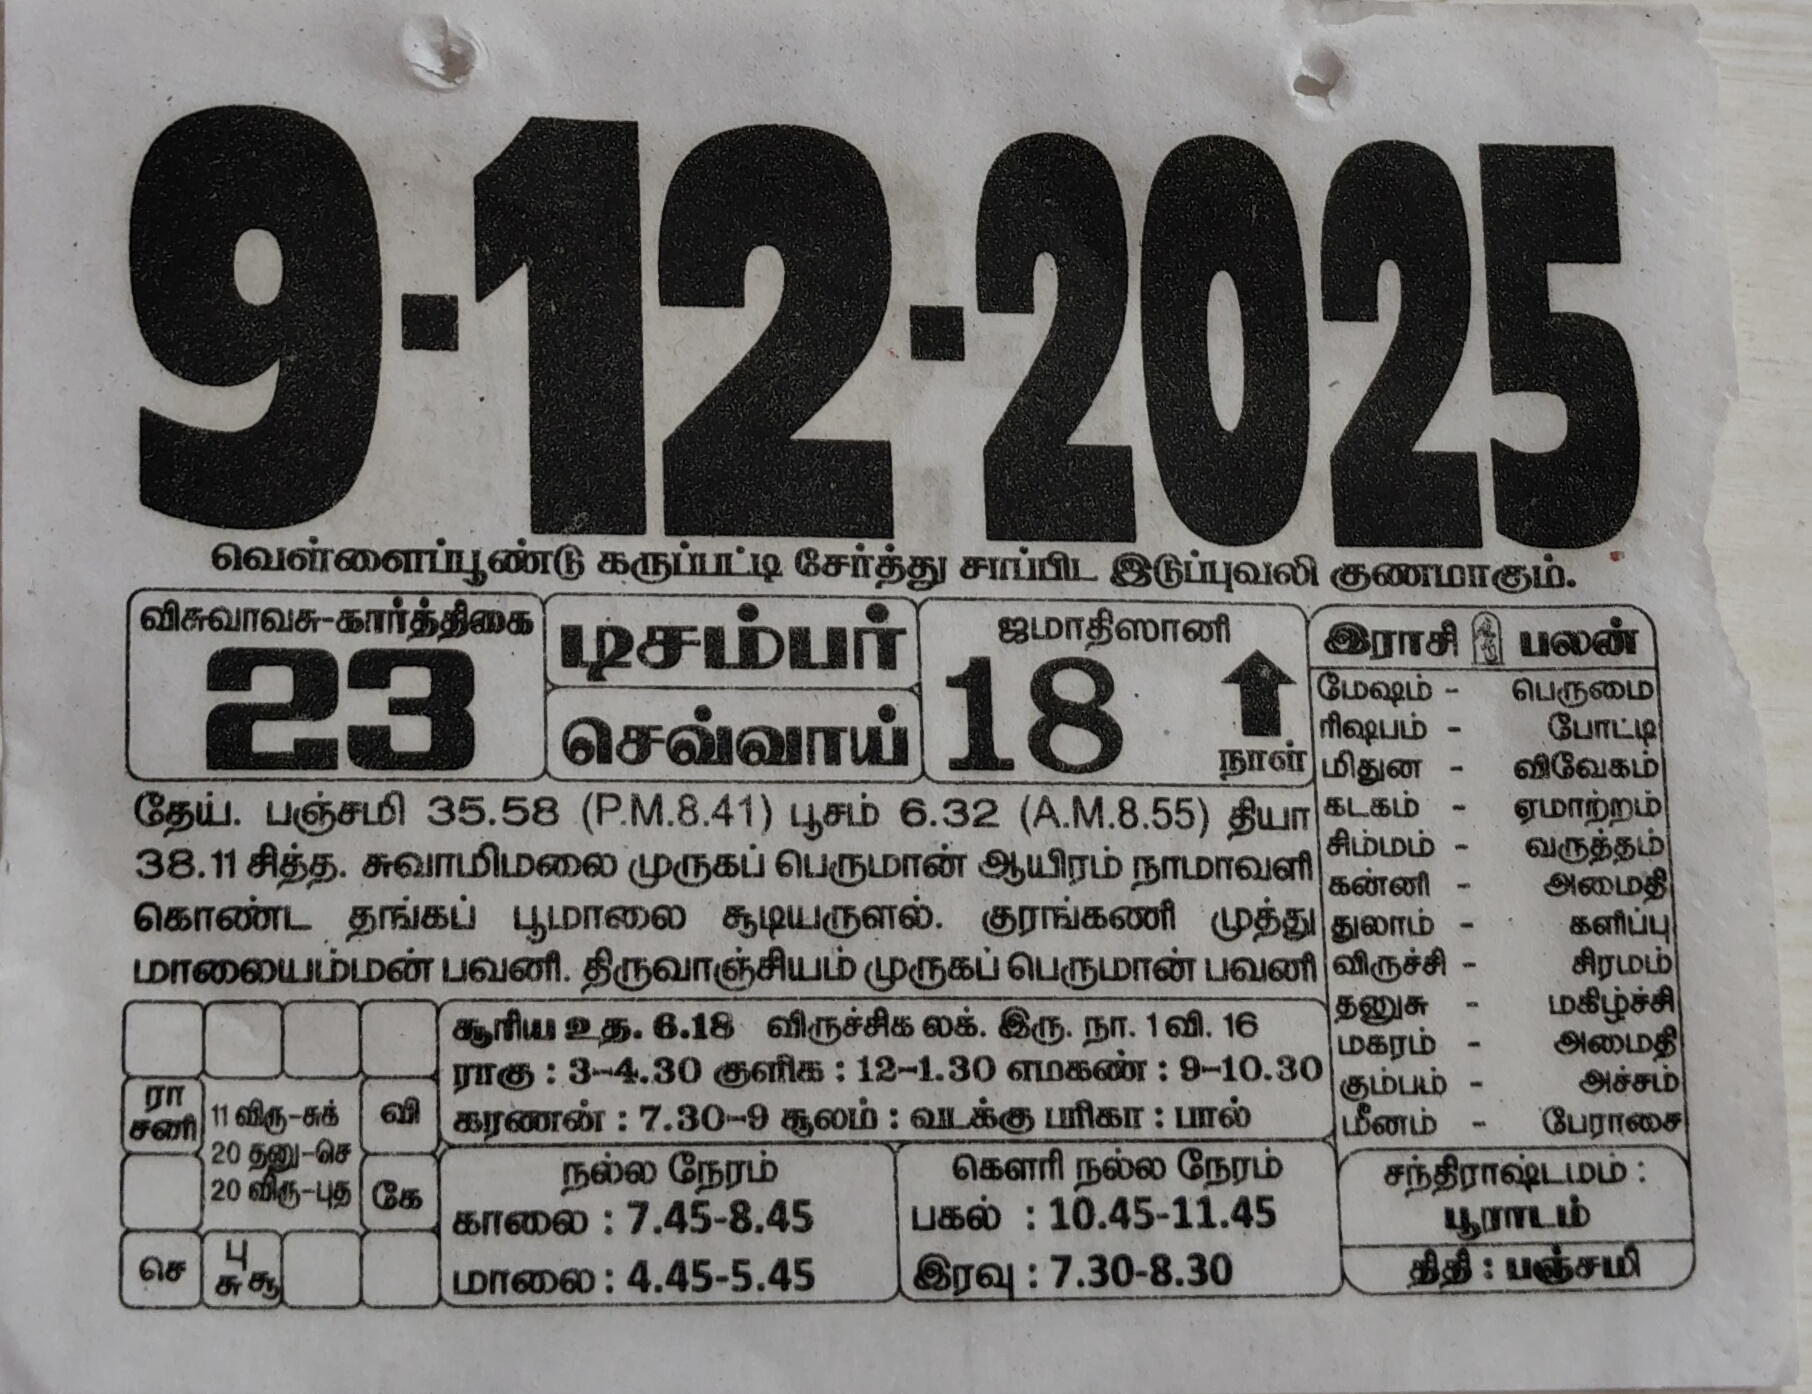 9-12-2025
வெள்ளைப்பூண்டு கருப்பட்டி சேர்த்து சாப்பிட இடுப்புவலி குணமாகும்.
விசுவாவசு-கார்த்திகை
23
டிசம்பர்
செவ்வாய்
ஜமாதிஸானி
18
நாள்
தேய். பஞ்சமி 35.58 (P.M.8.41) பூசம் 6.32 (A.M.8.55) தியா
38.11 சித்த. சுவாமிமலை முருகப் பெருமான் ஆயிரம் நாமாவளி
கொண்ட தங்கப் பூமாலை சூடியருளல். குரங்கணி முத்து
மாலையம்மன் பவனி. திருவாஞ்சியம் முருகப் பெருமான் பவனி
இராசி பலன்
மேஷம் - பெருமை
ரிஷபம் - போட்டி
மிதுன - விவேகம்
கடகம் - ஏமாற்றம்
சிம்மம் - வருத்தம்
கன்னி - அமைதி
துலாம் - களிப்பு
விருச்சி - சிரமம்
தனுசு - மகிழ்ச்சி
மகரம் - அமைதி
கும்பம் - அச்சம்
மீனம் - பேராசை
ரா
சனி
11 விரு-சுக்
20 தனு-செ
20 விரு-புத
வி
கே
செ
பு
சு சூ
சூரிய உத. 6.18 விருச்சிக லக். இரு. நா. 1 வி. 16
ராகு : 3-4.30 குளிக : 12-1.30 எமகண் : 9-10.30
கரணன் : 7.30-9 சூலம் : வடக்கு பரிகா : பால்
நல்ல நேரம்
காலை : 7.45-8.45
மாலை : 4.45-5.45
கௌரி நல்ல நேரம்
பகல் : 10.45-11.45
இரவு : 7.30-8.30
சந்திராஷ்டமம் :
பூராடம்
திதி : பஞ்சமி